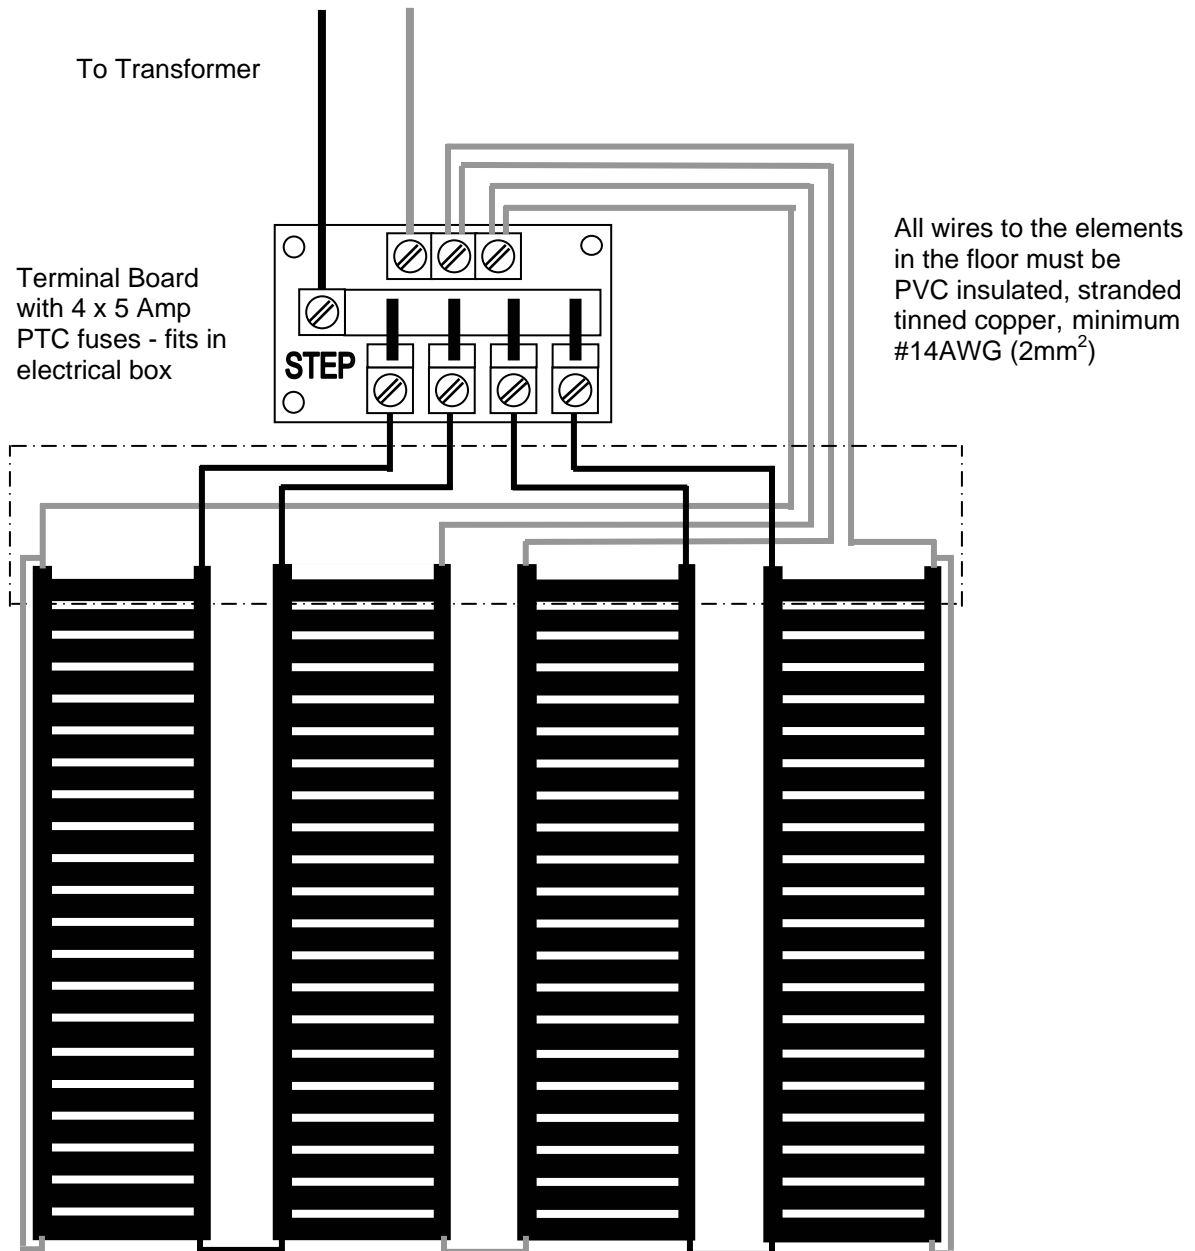 To Transformer
Terminal Board
with 4 x 5 Amp
PTC fuses - fits in
electrical box
STEP
All wires to the elements
in the floor must be
PVC insulated, stranded
tinned copper, minimum
#14AWG (2mm²)